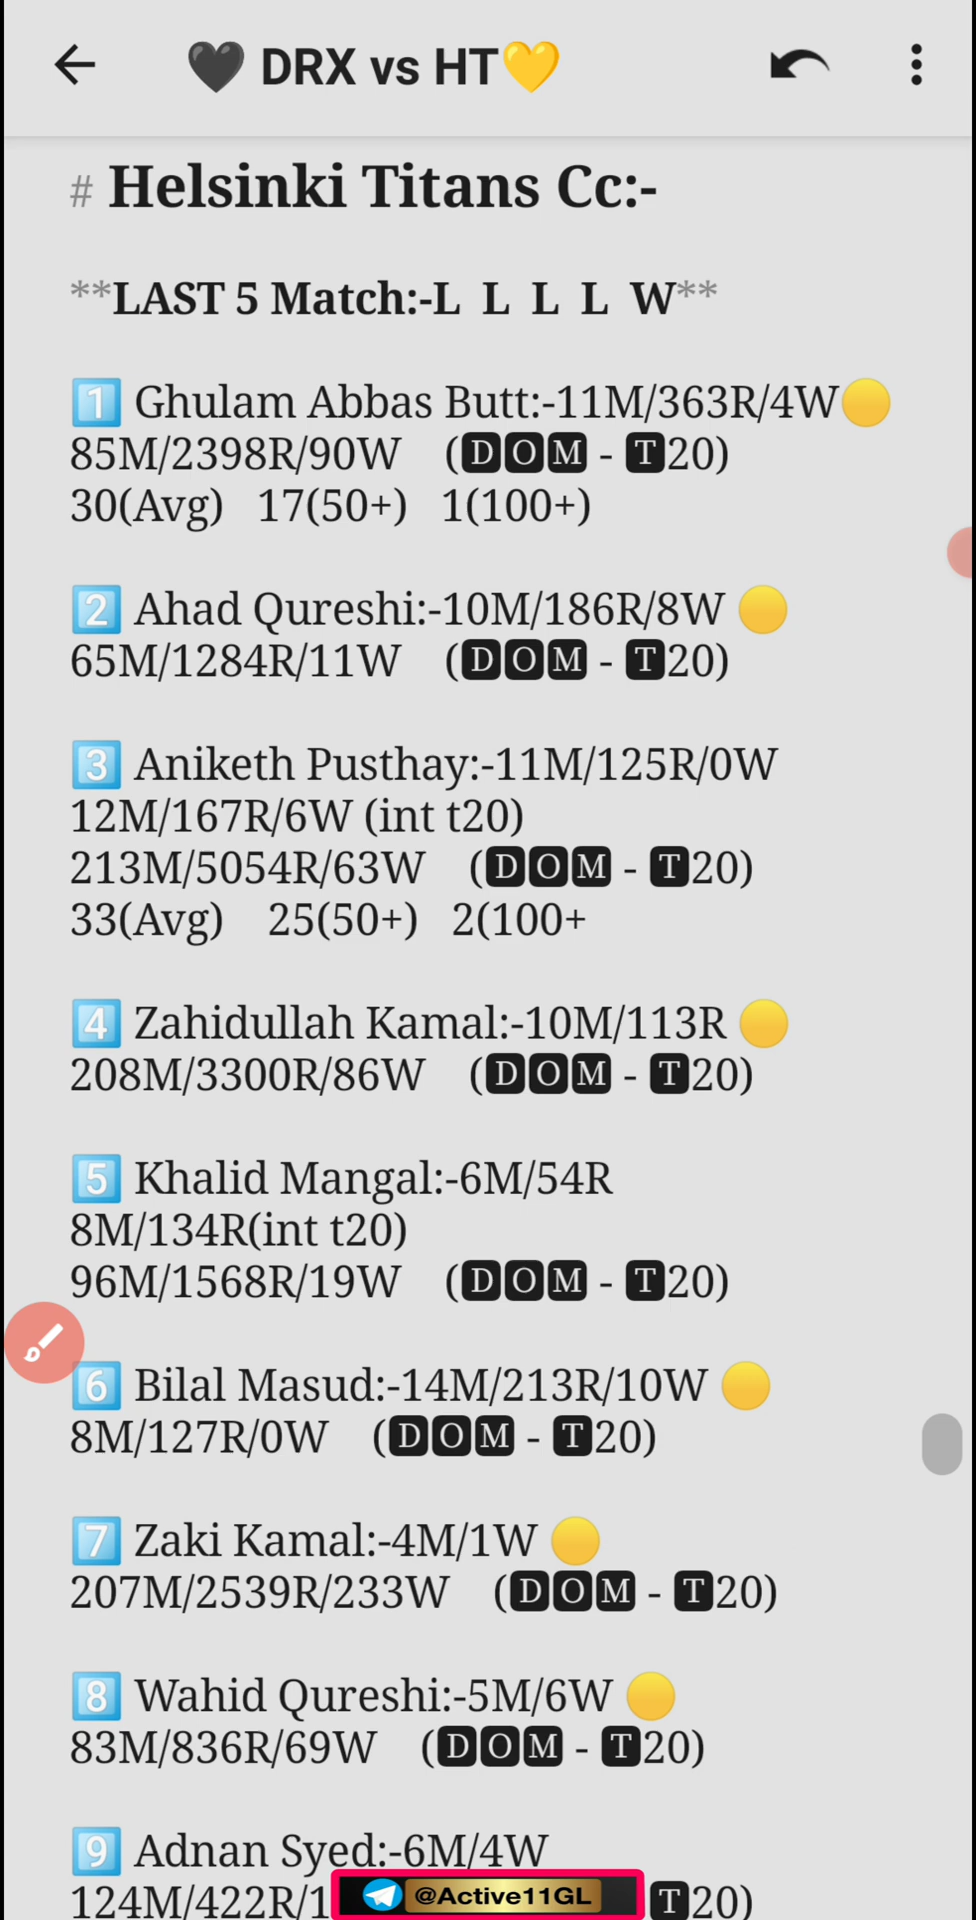 🖤 DRX vs HT💛
# Helsinki Titans Cc:-
**LAST 5 Match:-L L L L W**
1️⃣ Ghulam Abbas Butt:-11M/363R/4W🟡
85M/2398R/90W (🅳🅾🅼 - 🆃20)
30(Avg) 17(50+) 1(100+)
2️⃣ Ahad Qureshi:-10M/186R/8W 🟡
65M/1284R/11W (🅳🅾🅼 - 🆃20)
3️⃣ Aniketh Pusthay:-11M/125R/0W
12M/167R/6W (int t20)
213M/5054R/63W (🅳🅾🅼 - 🆃20)
33(Avg) 25(50+) 2(100+
4️⃣ Zahidullah Kamal:-10M/113R 🟡
208M/3300R/86W (🅳🅾🅼 - 🆃20)
5️⃣ Khalid Mangal:-6M/54R
8M/134R(int t20)
96M/1568R/19W (🅳🅾🅼 - 🆃20)
6️⃣ Bilal Masud:-14M/213R/10W 🟡
8M/127R/0W (🅳🅾🅼 - 🆃20)
7️⃣ Zaki Kamal:-4M/1W 🟡
207M/2539R/233W (🅳🅾🅼 - 🆃20)
8️⃣ Wahid Qureshi:-5M/6W 🟡
83M/836R/69W (🅳🅾🅼 - 🆃20)
9️⃣ Adnan Syed:-6M/4W
124M/422R/1 🆃20)
@Active11GL